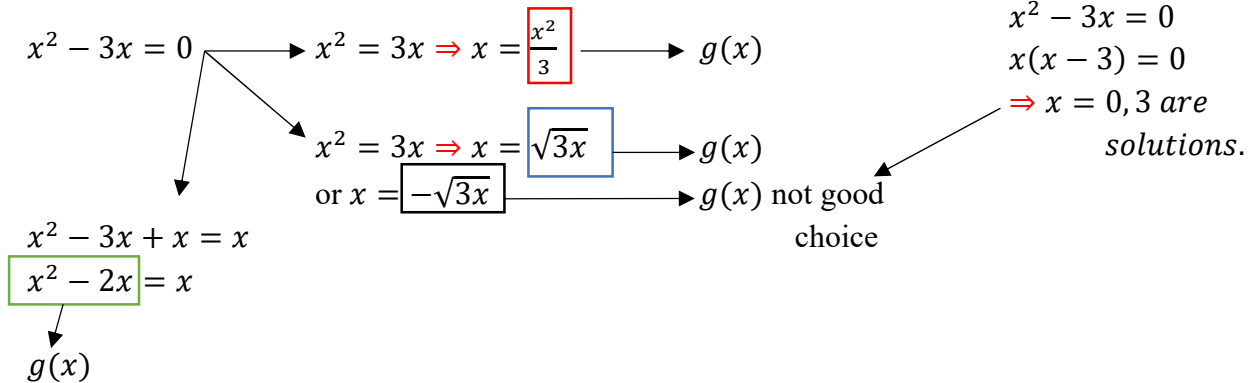 x² − 3x = 0
x² = 3x ⇒ x = x²/3
g(x)
x² = 3x ⇒ x = √3x
g(x)
or x = −√3x
g(x) not good
choice
x² − 3x + x = x
x² − 2x = x
g(x)
x² − 3x = 0
x(x − 3) = 0
⇒ x = 0, 3 are
solutions.